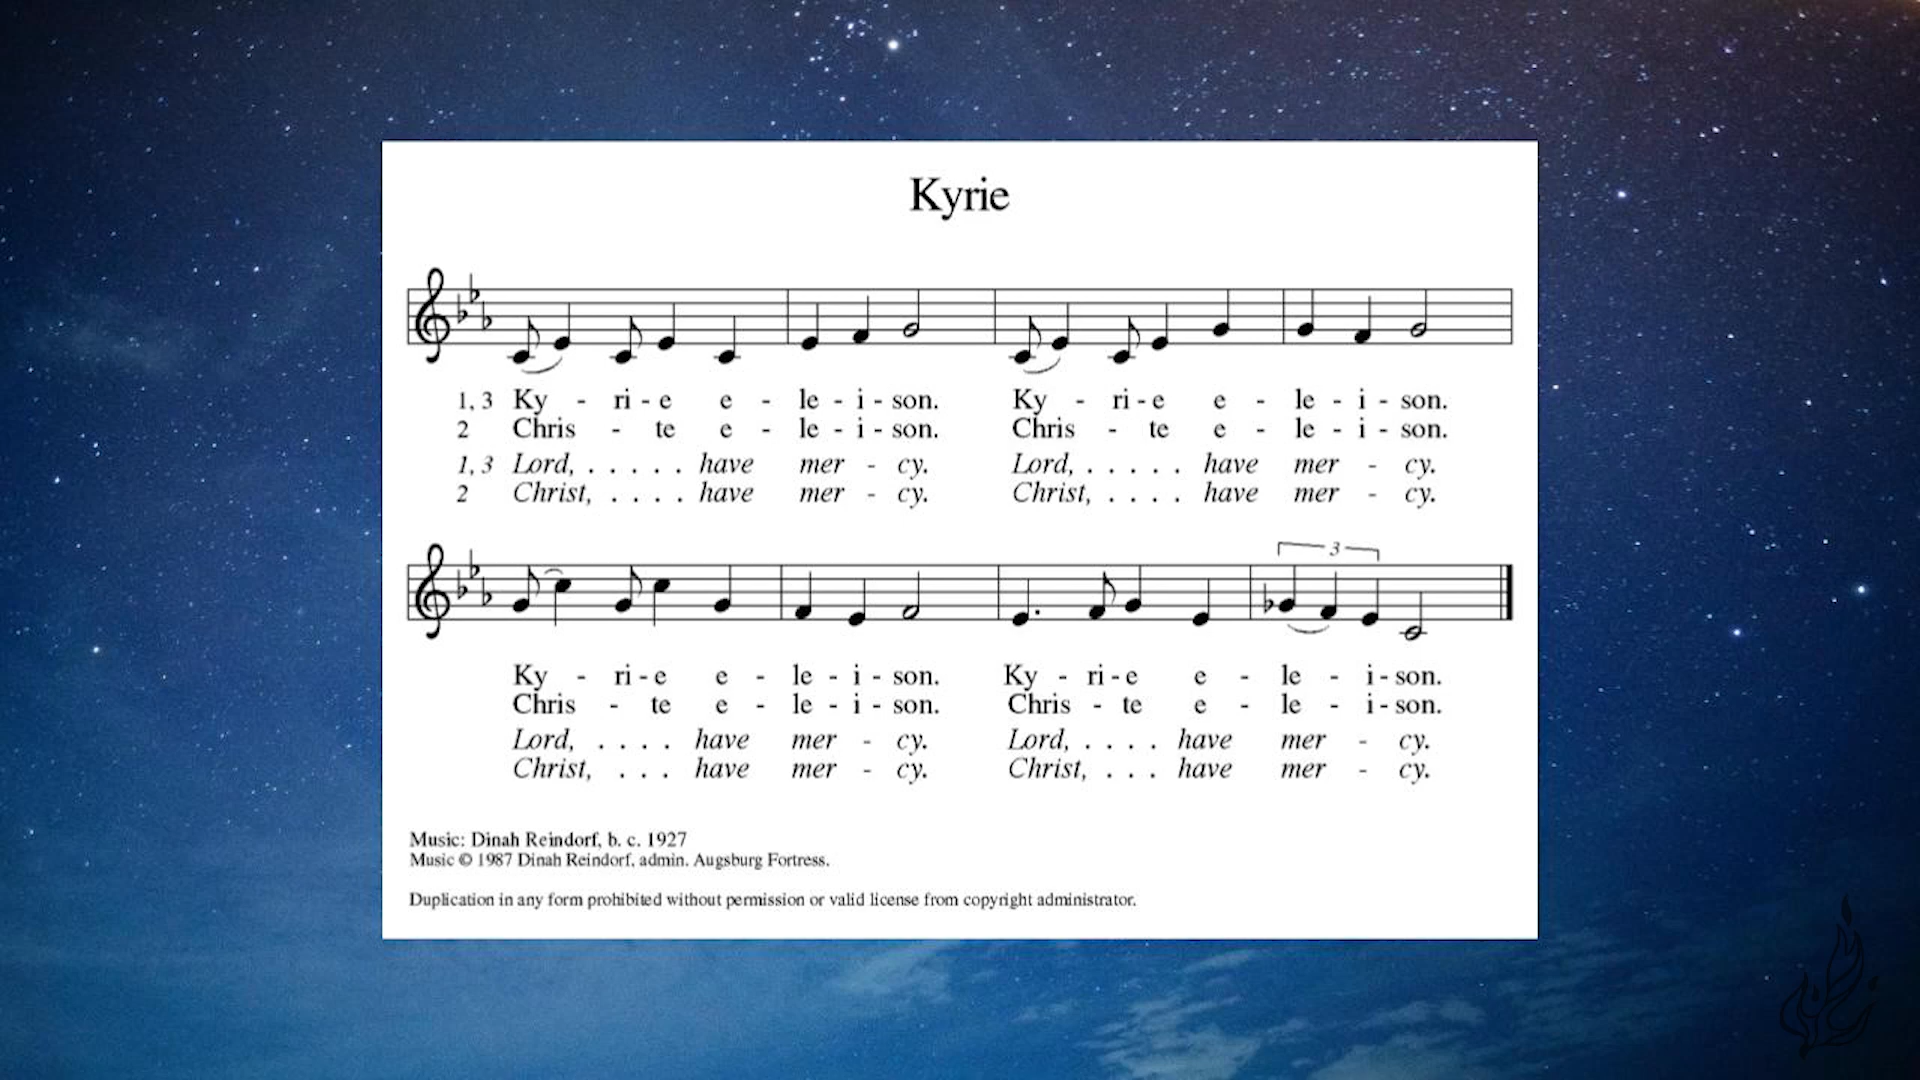 Kyrie
1, 3 Ky - ri - e e - le - i - son. Ky - ri - e e - le - i - son.
2 Chris - te e - le - i - son. Chris - te e - le - i - son.
1, 3 Lord, . . . . . have mer - cy. Lord, . . . . . have mer - cy.
2 Christ, . . . . have mer - cy. Christ, . . . . have mer - cy.
3
Ky - ri - e e - le - i - son. Ky - ri - e e - le - i - son.
Chris - te e - le - i - son. Chris - te e - le - i - son.
Lord, . . . . have mer - cy. Lord, . . . . have mer - cy.
Christ, . . . have mer - cy. Christ, . . . have mer - cy.
Music: Dinah Reindorf, b. c. 1927
Music © 1987 Dinah Reindorf, admin. Augsburg Fortress.
Duplication in any form prohibited without permission or valid license from copyright administrator.